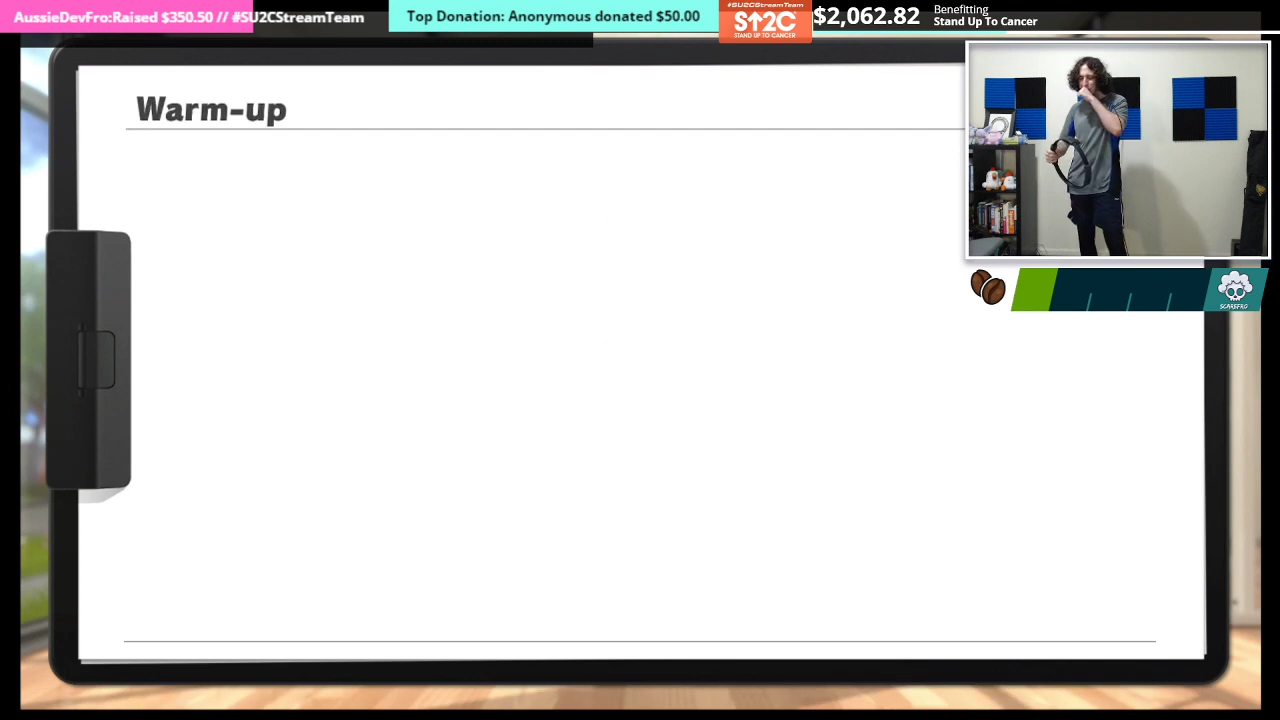 AussieDevFro:Raised $350.50 // #SU2CStreamTeam
Top Donation: Anonymous donated $50.00
#SU2CStreamTeam
SU2C
STAND UP TO CANCER
$2,062.82
Benefitting
Stand Up To Cancer
Warm-up
SCARSFRO